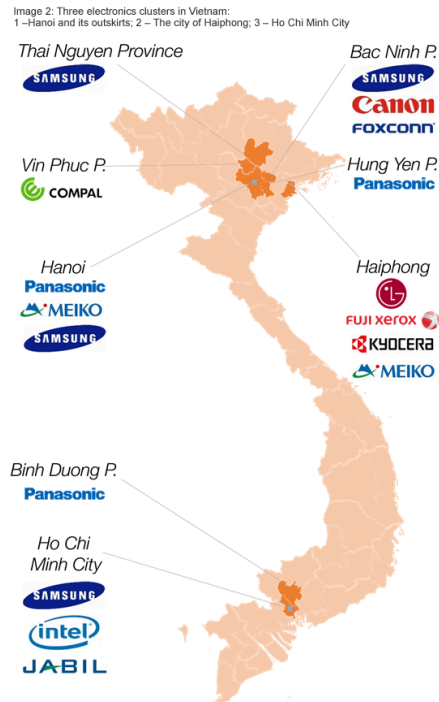 Image 2: Three electronics clusters in Vietnam:
1 –Hanoi and its outskirts; 2 – The city of Haiphong; 3 – Ho Chi Minh City
Thai Nguyen Province
SAMSUNG
Bac Ninh P.
SAMSUNG
Canon
FOXCONN
Vin Phuc P.
COMPAL
Hung Yen P.
Panasonic
Hanoi
Panasonic
MEIKO
SAMSUNG
Haiphong
LG
FUJI XEROX
KYOCERA
MEIKO
Binh Duong P.
Panasonic
Ho Chi
Minh City
SAMSUNG
intel
JABIL